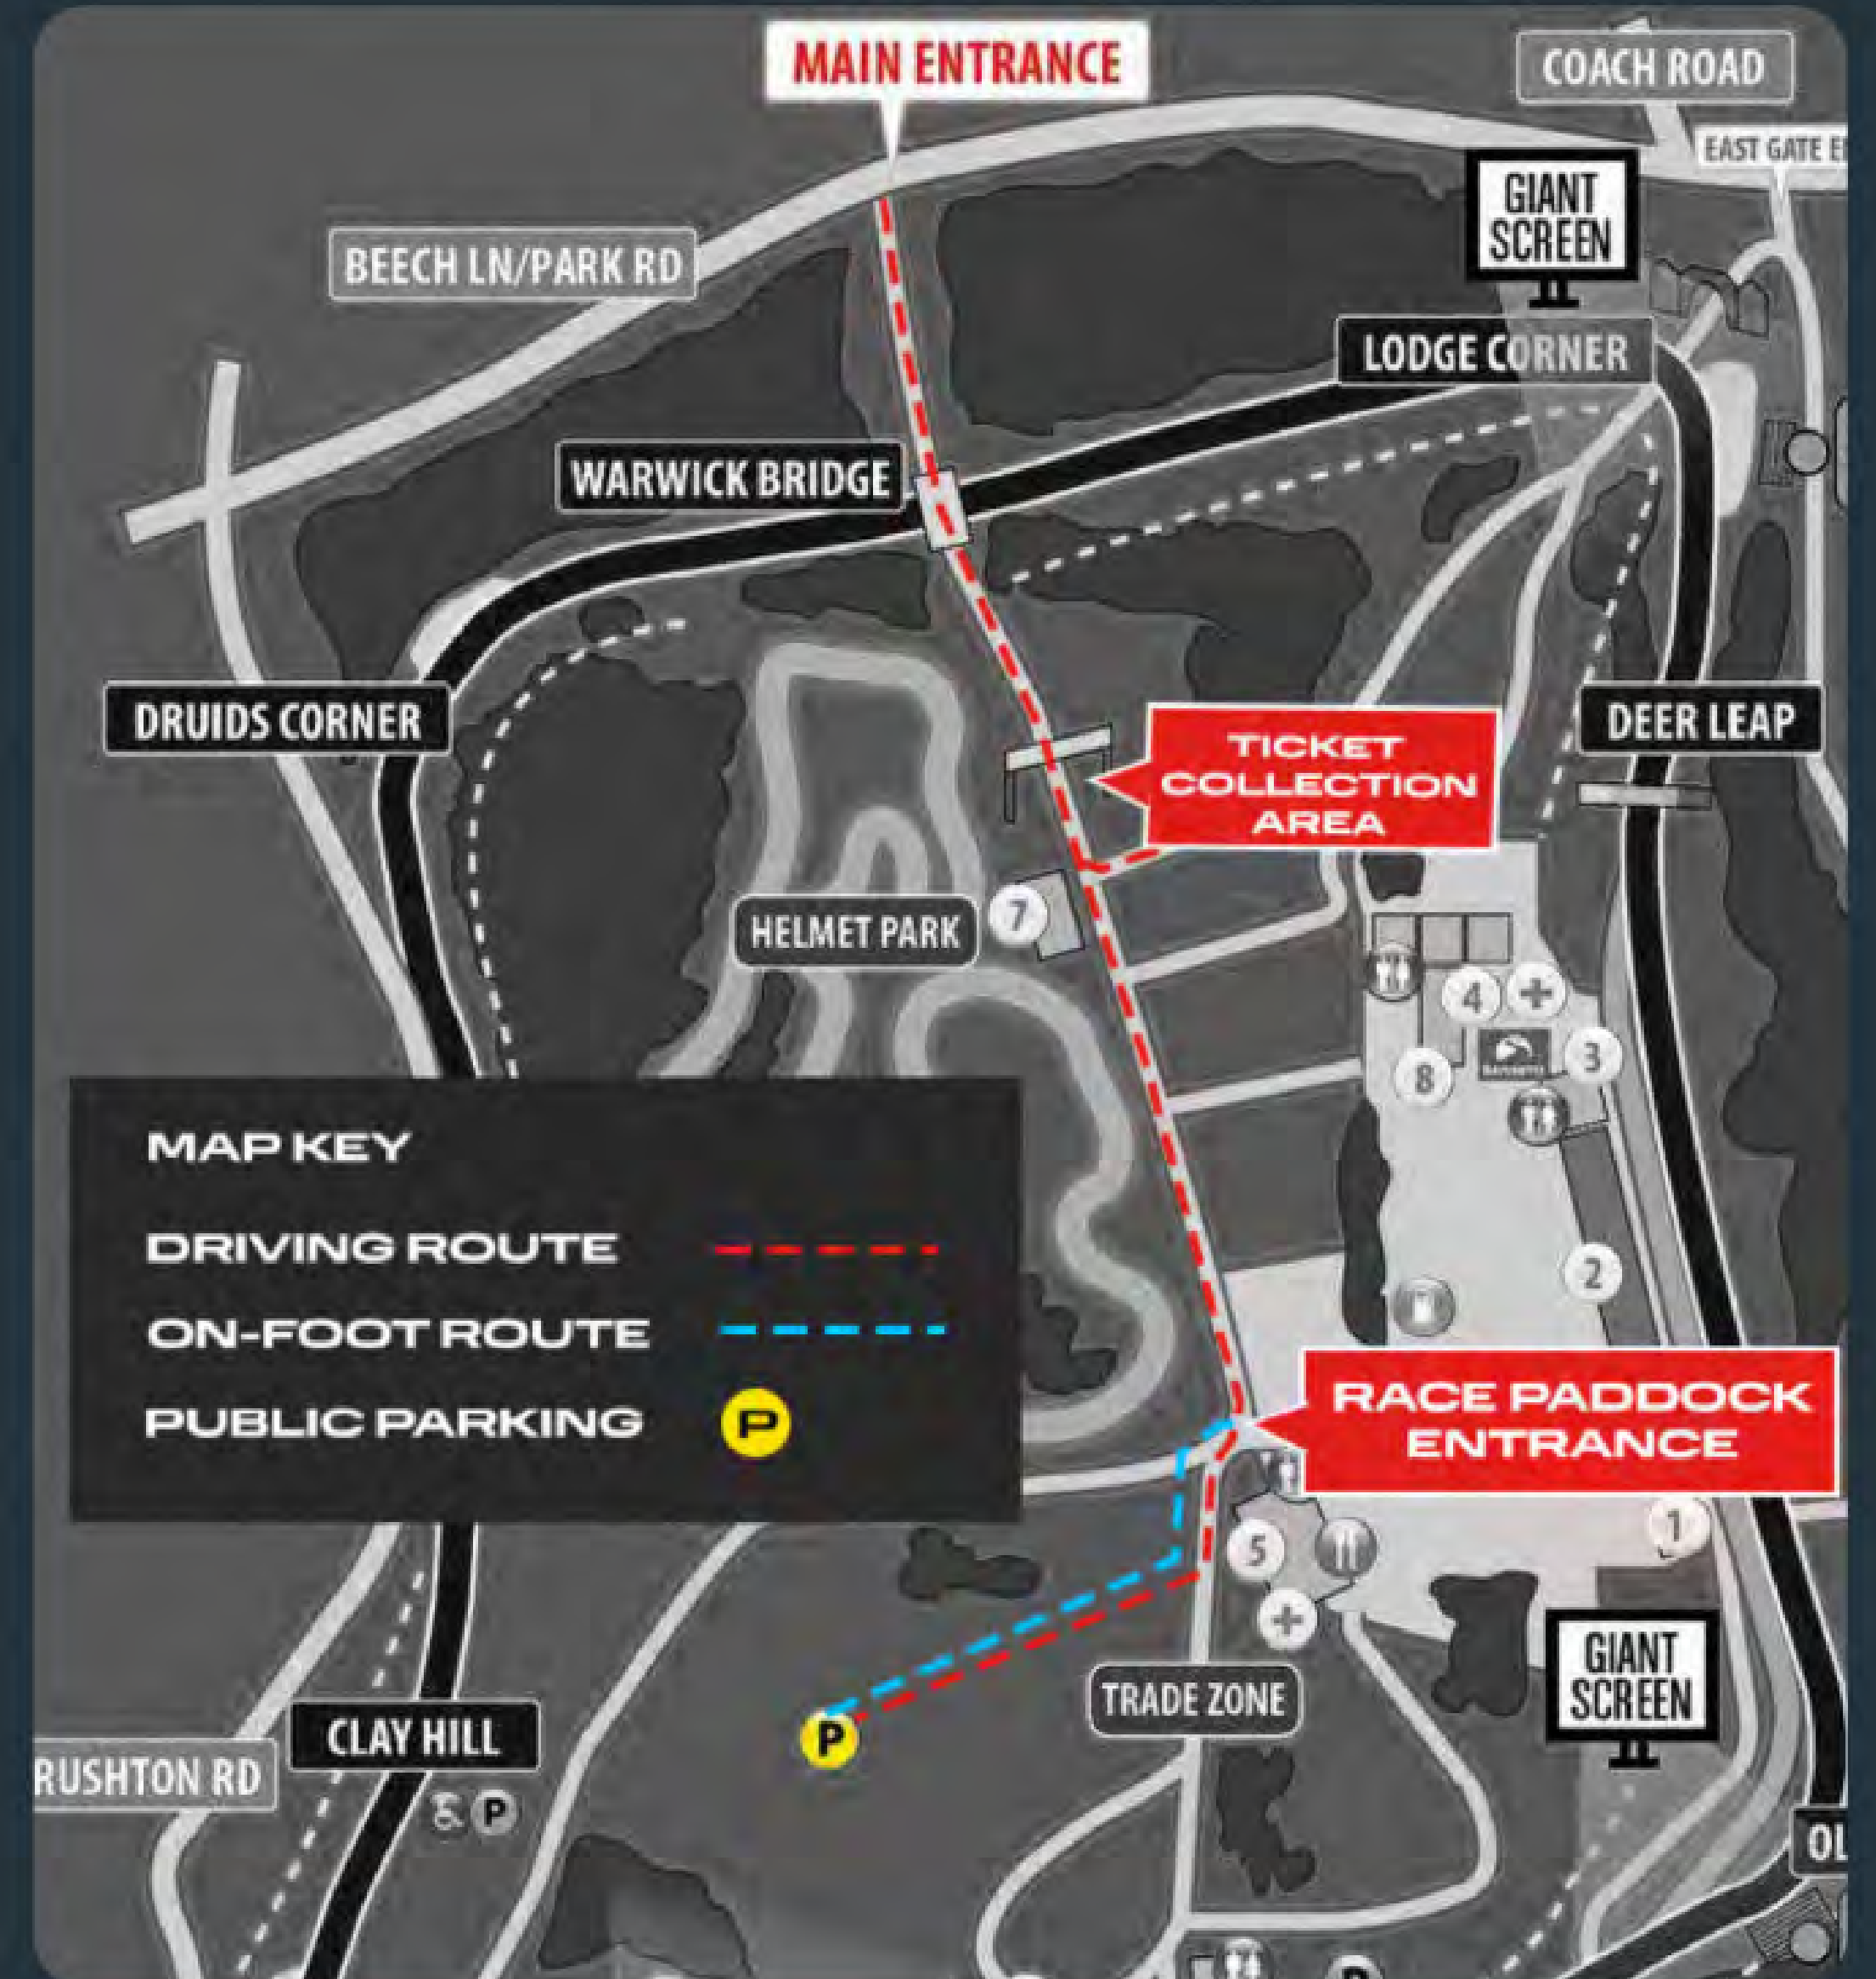 MAIN ENTRANCE
COACH ROAD
EAST GATE
GIANT
SCREEN
BEECH LN/PARK RD
LODGE CORNER
WARWICK BRIDGE
DRUIDS CORNER
DEER LEAP
TICKET
COLLECTION
AREA
HELMET PARK
7
4
3
8
MAP KEY
DRIVING ROUTE
ON-FOOT ROUTE
PUBLIC PARKING
P
2
RACE PADDOCK
ENTRANCE
1
5
GIANT
SCREEN
TRADE ZONE
P
CLAY HILL
RUSHTON RD
P
OL
P